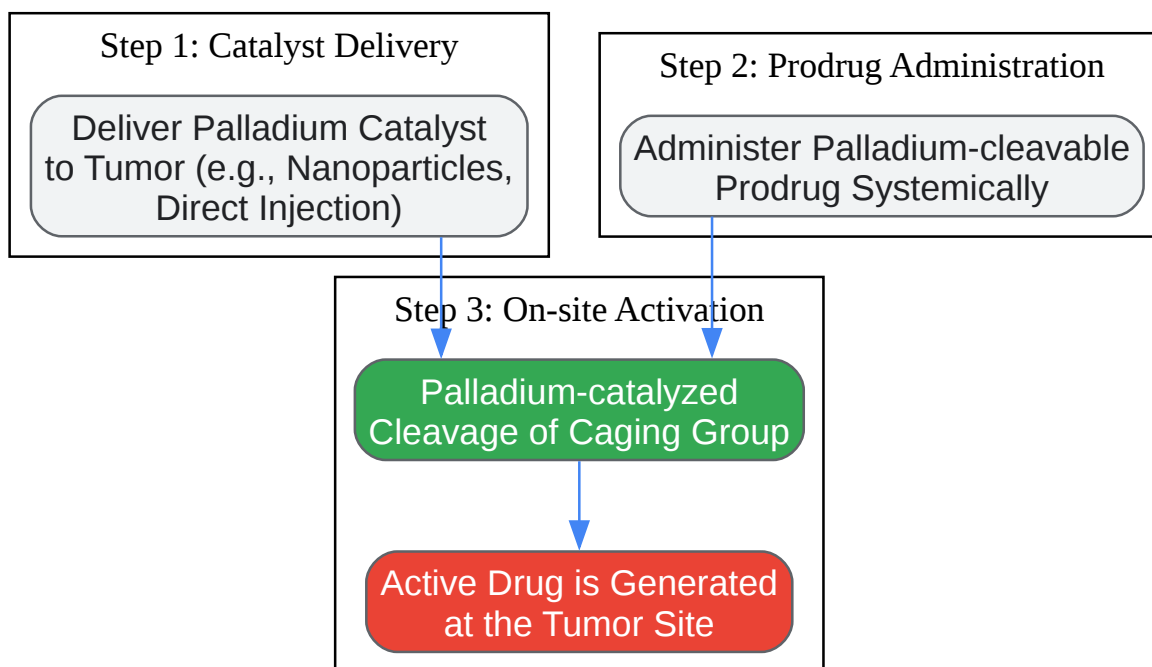 Step 1: Catalyst Delivery
Deliver Palladium Catalyst
to Tumor (e.g., Nanoparticles,
Direct Injection)
Step 2: Prodrug Administration
Administer Palladium-cleavable
Prodrug Systemically
Step 3: On-site Activation
Palladium-catalyzed
Cleavage of Caging Group
Active Drug is Generated
at the Tumor Site